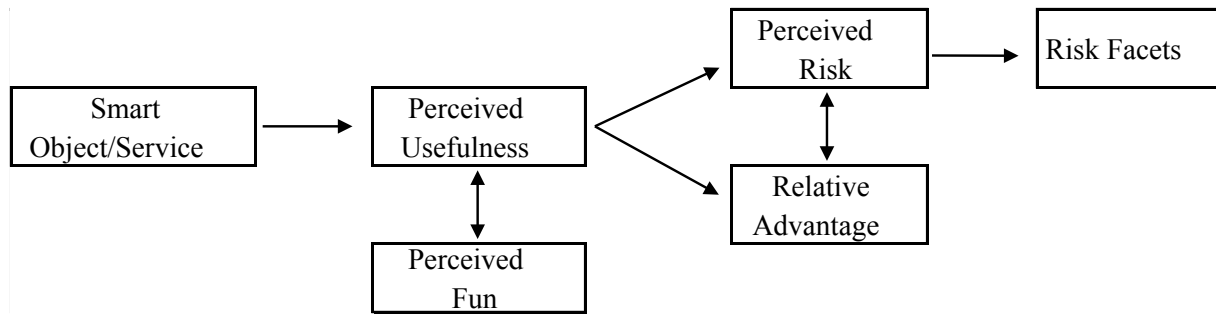 Smart
Object/Service
Perceived
Usefulness
Perceived
Fun
Perceived
Risk
Relative
Advantage
Risk Facets